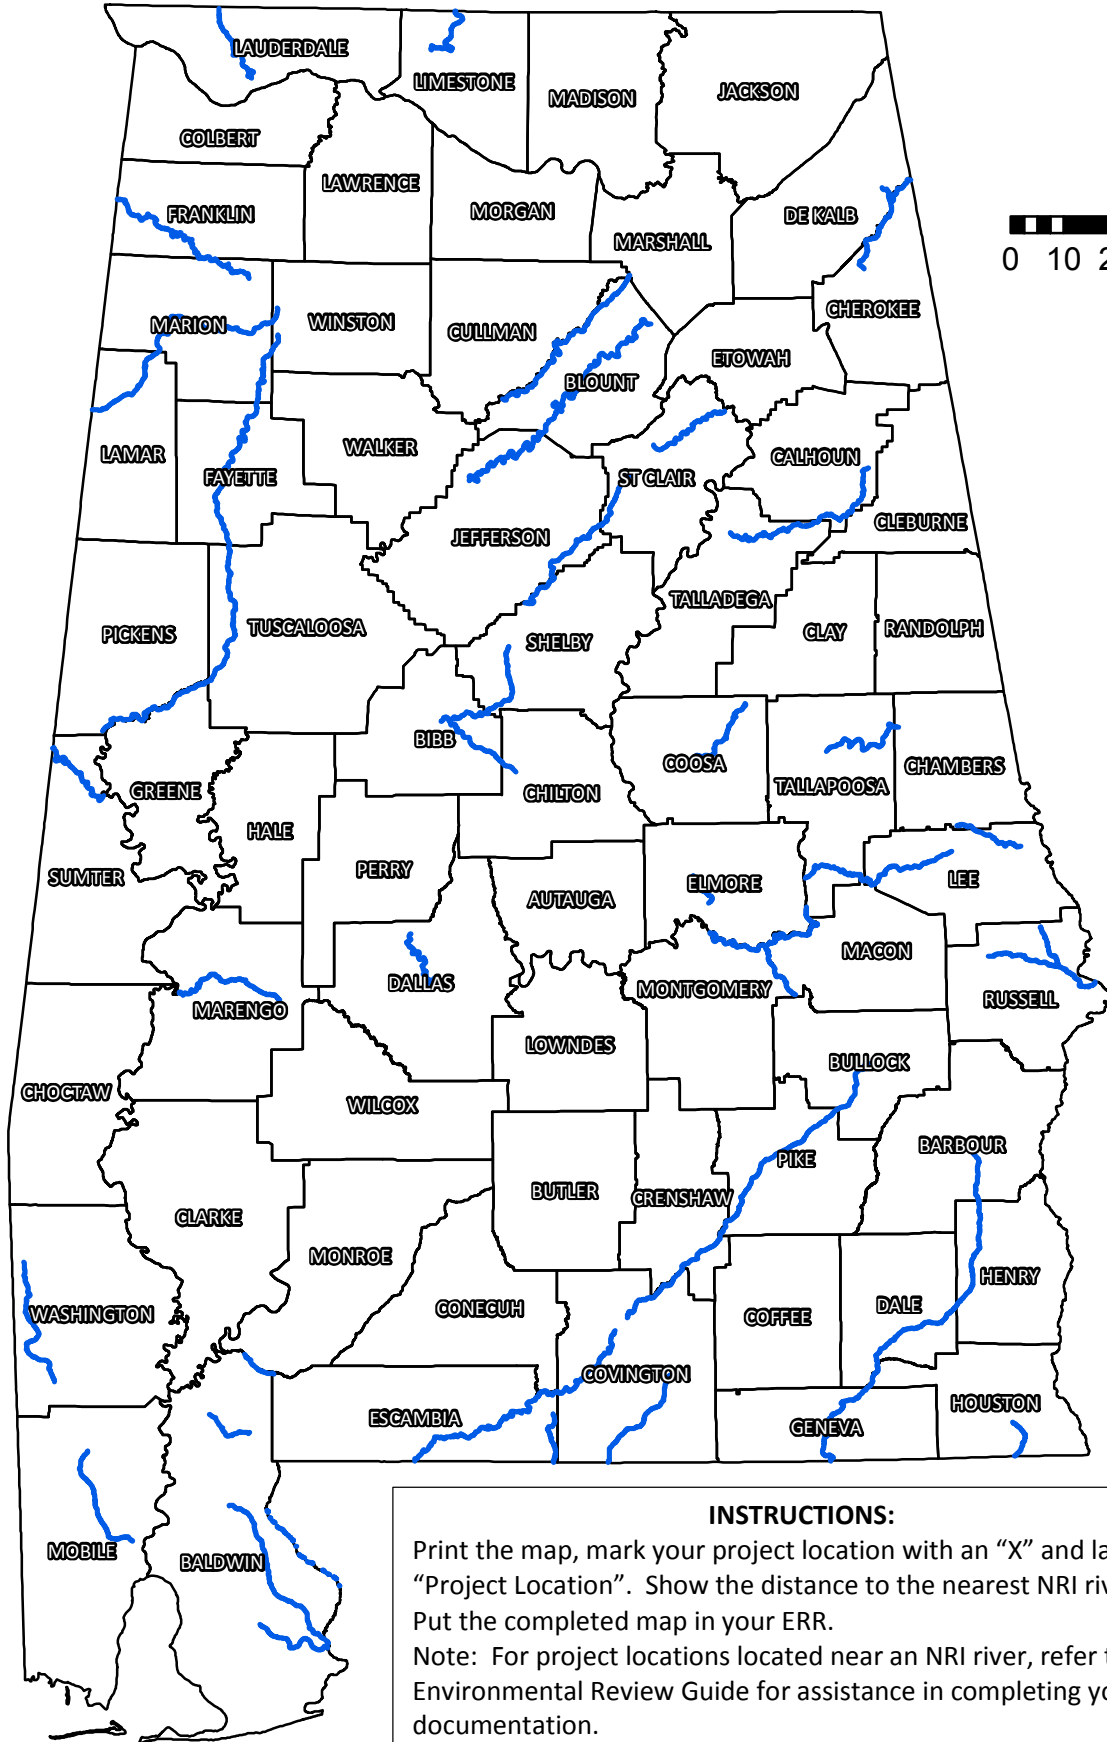 LAUDERDALE
LIMESTONE
MADISON
JACKSON
COLBERT
LAWRENCE
FRANKLIN
MORGAN
MARSHALL
DE KALB
0 10 2
MARION
WINSTON
CULLMAN
CHEROKEE
ETOWAH
BLOUNT
LAMAR
WALKER
FAYETTE
CALHOUN
ST CLAIR
JEFFERSON
CLEBURNE
TALLADEGA
PICKENS
TUSCALOOSA
SHELBY
CLAY
RANDOLPH
BIBB
COOSA
CHAMBERS
GREENE
CHILTON
TALLAPOOSA
HALE
SUMTER
PERRY
AUTAUGA
ELMORE
LEE
DALLAS
MACON
MONTGOMERY
MARENGO
RUSSELL
LOWNDES
BULLOCK
CHOCTAW
WILCOX
BARBOUR
PIKE
BUTLER
CRENSHAW
CLARKE
MONROE
HENRY
WASHINGTON
CONECUH
COFFEE
DALE
COVINGTON
ESCAMBIA
GENEVA
HOUSTON
MOBILE
BALDWIN
INSTRUCTIONS:
Print the map, mark your project location with an “X” and la
“Project Location”. Show the distance to the nearest NRI riv
Put the completed map in your ERR.
Note: For project locations located near an NRI river, refer t
Environmental Review Guide for assistance in completing yo
documentation.